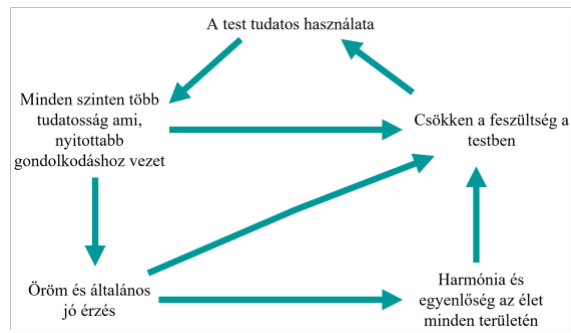 A test tudatos használata
Minden szinten több
tudatosság ami,
nyitottabb
gondolkodáshoz vezet
Csökken a feszültség a
testben
Öröm és általános
jó érzés
Harmónia és
egyenlőség az élet
minden területén